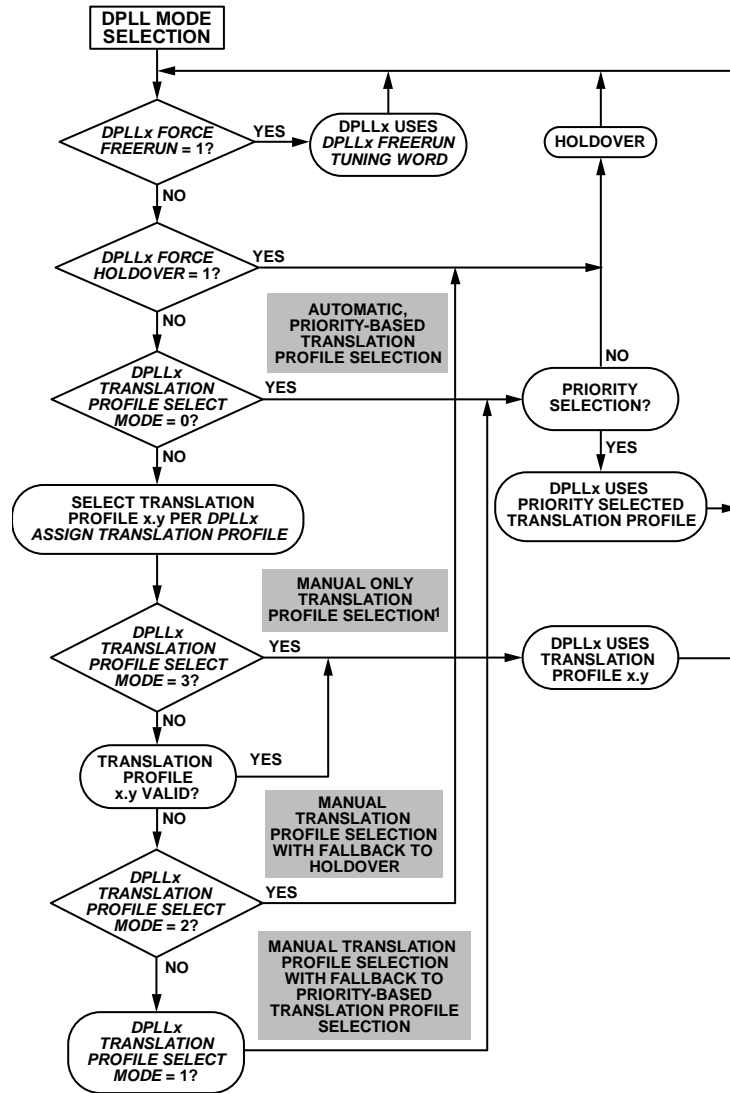 DPLL MODE
SELECTION
DPLLx FORCE
FREERUN = 1?
YES
DPLLx USES
DPLLx FREERUN
TUNING WORD
HOLDOVER
NO
DPLLx FORCE
HOLDOVER = 1?
YES
NO
AUTOMATIC,
PRIORITY-BASED
TRANSLATION
PROFILE SELECTION
NO
DPLLx
TRANSLATION
PROFILE SELECT
MODE = 0?
YES
PRIORITY
SELECTION?
NO
YES
SELECT TRANSLATION
PROFILE x.y PER DPLLx
ASSIGN TRANSLATION PROFILE
DPLLx USES
PRIORITY SELECTED
TRANSLATION PROFILE
MANUAL ONLY
TRANSLATION
PROFILE SELECTION1
DPLLx
TRANSLATION
PROFILE SELECT
MODE = 3?
YES
DPLLx USES
TRANSLATION
PROFILE x.y
NO
TRANSLATION
PROFILE
x.y VALID?
YES
NO
MANUAL
TRANSLATION
PROFILE SELECTION
WITH FALLBACK TO
HOLDOVER
DPLLx
TRANSLATION
PROFILE SELECT
MODE = 2?
YES
NO
MANUAL TRANSLATION
PROFILE SELECTION
WITH FALLBACK TO
PRIORITY-BASED
TRANSLATION PROFILE
SELECTION
DPLLx
TRANSLATION
PROFILE SELECT
MODE = 1?